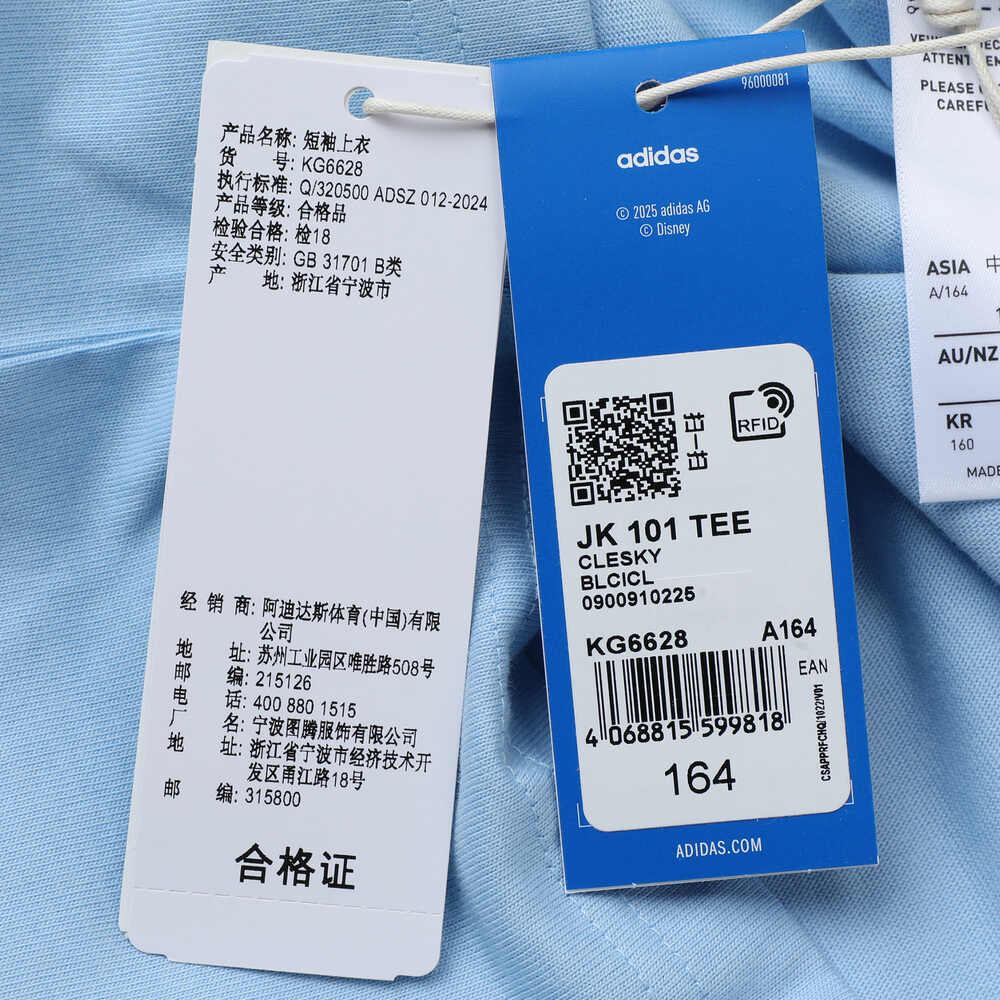 产品名称: 短袖上衣
货 号: KG6628
执行标准: Q/320500 ADSZ 012-2024
产品等级: 合格品
检验合格: 检18
安全类别: GB 31701 B类
产 地: 浙江省宁波市
经 销 商: 阿迪达斯体育(中国)有限
公司
地 址: 苏州工业园区唯胜路508号
邮 编: 215126
电 话: 400 880 1515
厂 名: 宁波图腾服饰有限公司
地 址: 浙江省宁波市经济技术开
发区甬江路18号
邮 编: 315800
合格证
96000081
adidas
© 2025 adidas AG
© Disney
扫一扫
RFID
JK 101 TEE
CLESKY
BLCICL
0900910225
KG6628 A164
EAN
4 068815 599818
CSAPPRFCNQ/1022/V01
164
ADIDAS.COM
PLEASE
ASIA 中
A/164
AU/NZ
KR
160
MADE